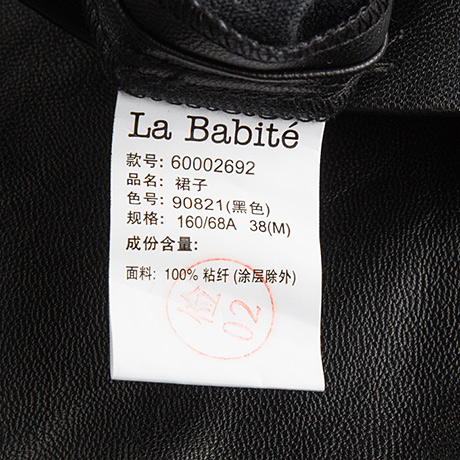 La Babité
款号: 60002692
品名: 裙子
色号: 90821(黑色)
规格: 160/68A 38(M)
成份含量:
面料: 100% 粘纤 (涂层除外)
检
02